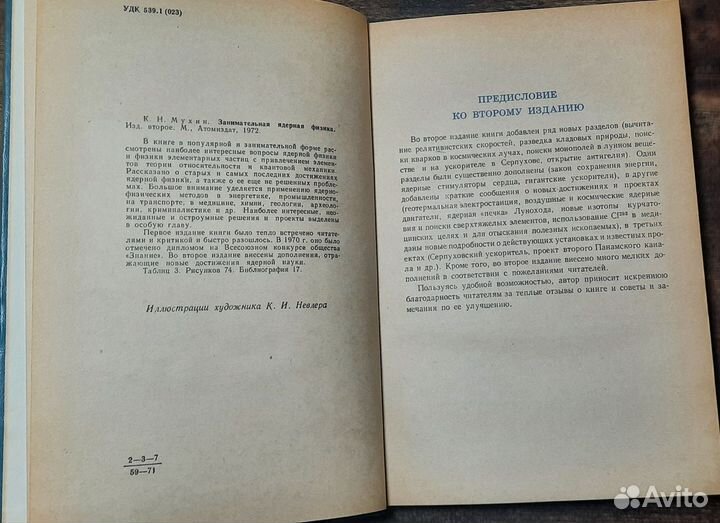 УДК 539.1 (023)
К. Н. Мухин. Занимательная ядерная физика.
Изд. второе. М., Атомиздат, 1972.
В книге в популярной и занимательной форме рас-
смотрены наиболее интересные вопросы ядерной физики
и физики элементарных частиц с привлечением элемен-
тов теории относительности и квантовой механики.
Рассказано о старых и самых последних достижениях
ядерной физики, а также о ее еще не решенных пробле-
мах. Большое внимание уделяется применению ядерно-
физических методов в энергетике, промышленности,
на транспорте, в медицине, химии, геологии, археоло-
гии, криминалистике и др. Наиболее интересные, нео-
жиданные и остроумные решения и проекты выделены
в особую главу.
Первое издание книги было тепло встречено читате-
лями и критикой и быстро разошлось. В 1970 г. оно было
отмечено дипломом на Всесоюзном конкурсе общества
«Знание». Во второе издание внесены дополнения, отра-
жающие новые достижения ядерной науки.
Таблиц 3. Рисунков 74. Библиография 17.
Иллюстрации художника К. И. Невлера
2—3—7
59—71
ПРЕДИСЛОВИЕ
КО ВТОРОМУ ИЗДАНИЮ
Во второе издание книги добавлен ряд новых разделов (вычита-
ние релятивистских скоростей, разведка кладовых природы, поис-
ки кварков в космических лучах, поиски монополей в лунном веще-
стве и на ускорителе в Серпухове, открытие антигелия). Одни
разделы были существенно дополнены (закон сохранения энергии,
ядерные стимуляторы сердца, гигантские ускорители), в другие
добавлены краткие сообщения о новых достижениях и проектах
(геотермальная электростанция, воздушные и космические ядерные
двигатели, ядерная «печка» Лунохода, новые изотопы курчато-
вия и поиски сверхтяжелых элементов, использование Cf²⁵² в меди-
цинских целях и для отыскания полезных ископаемых), в третьи
даны новые подробности о действующих установках и известных про-
ектах (Серпуховский ускоритель, проект второго Панамского кана-
ла и др.). Кроме того, во второе издание внесено много мелких до-
полнений в соответствии с пожеланиями читателей.
Пользуясь удобной возможностью, автор приносит искреннюю
благодарность читателям за теплые отзывы о книге и советы и за-
мечания по ее улучшению.
Avito